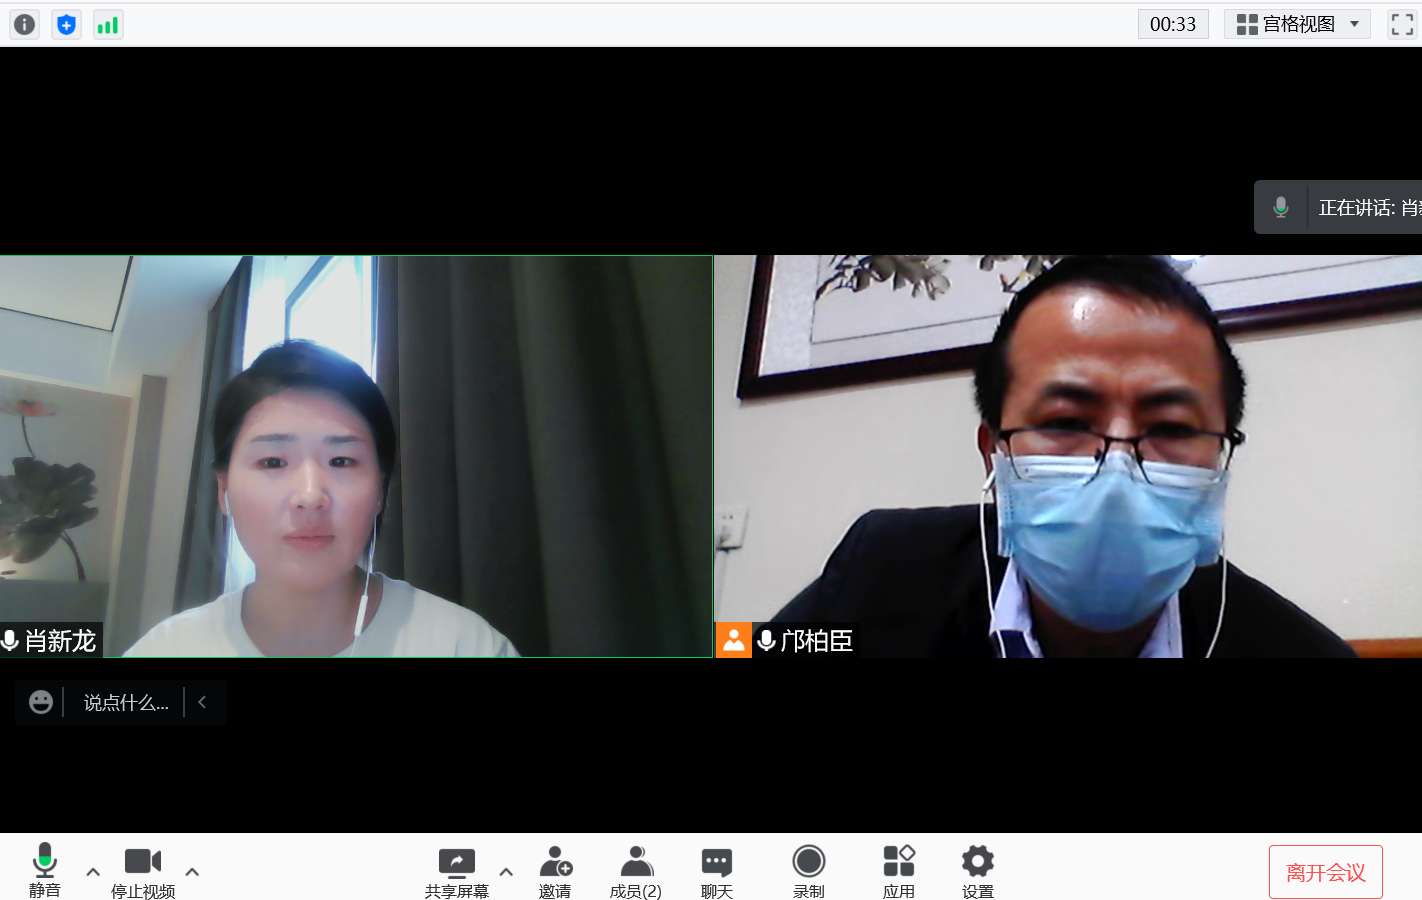 00:33
宫格视图
正在讲话: 肖
肖新龙
邝柏臣
说点什么...
静音
停止视频
共享屏幕
邀请
成员(2)
聊天
录制
应用
设置
离开会议